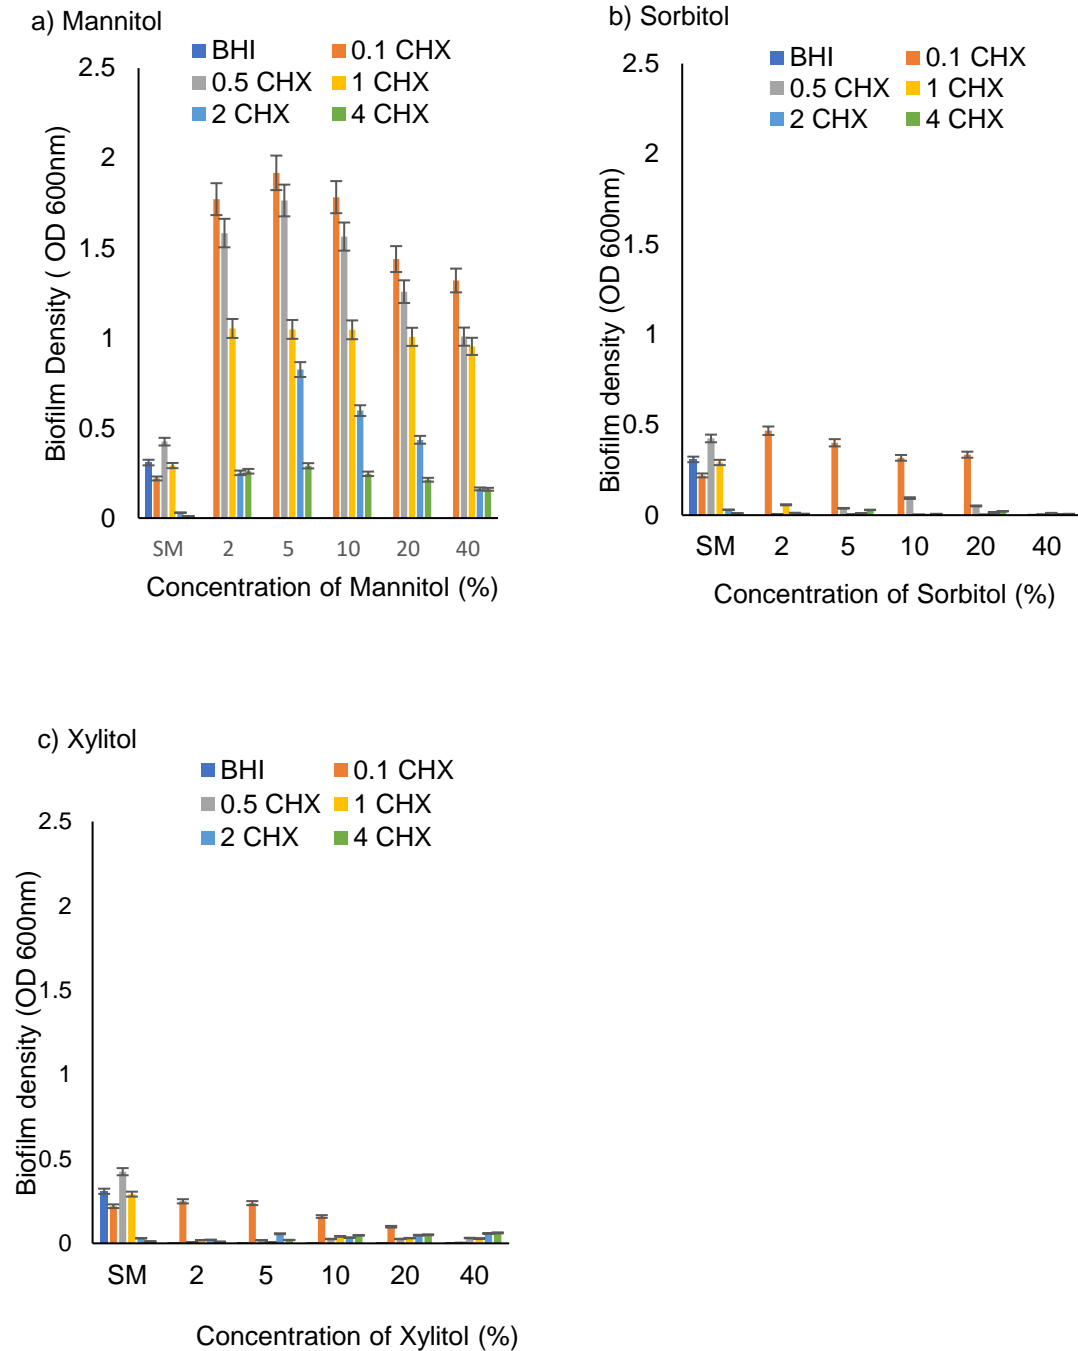 a) Mannitol
BHI 0.1 CHX
0.5 CHX 1 CHX
2 CHX 4 CHX
2.5
2
1.5
1
0.5
0
Biofilm Density ( OD 600nm)
SM 2 5 10 20 40
Concentration of Mannitol (%)
b) Sorbitol
BHI 0.1 CHX
0.5 CHX 1 CHX
2 CHX 4 CHX
2.5
2
1.5
1
0.5
0
Biofilm density (OD 600nm)
SM 2 5 10 20 40
Concentration of Sorbitol (%)
c) Xylitol
BHI 0.1 CHX
0.5 CHX 1 CHX
2 CHX 4 CHX
2.5
2
1.5
1
0.5
0
Biofilm density (OD 600nm)
SM 2 5 10 20 40
Concentration of Xylitol (%)